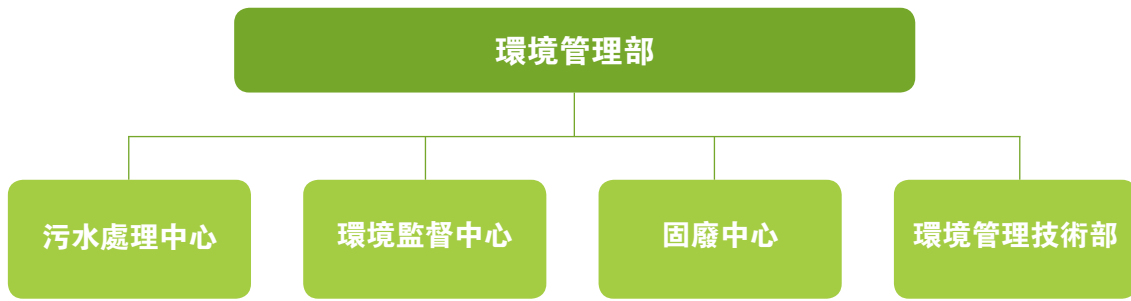 環境管理部
污水處理中心
環境監督中心
固廢中心
環境管理技術部